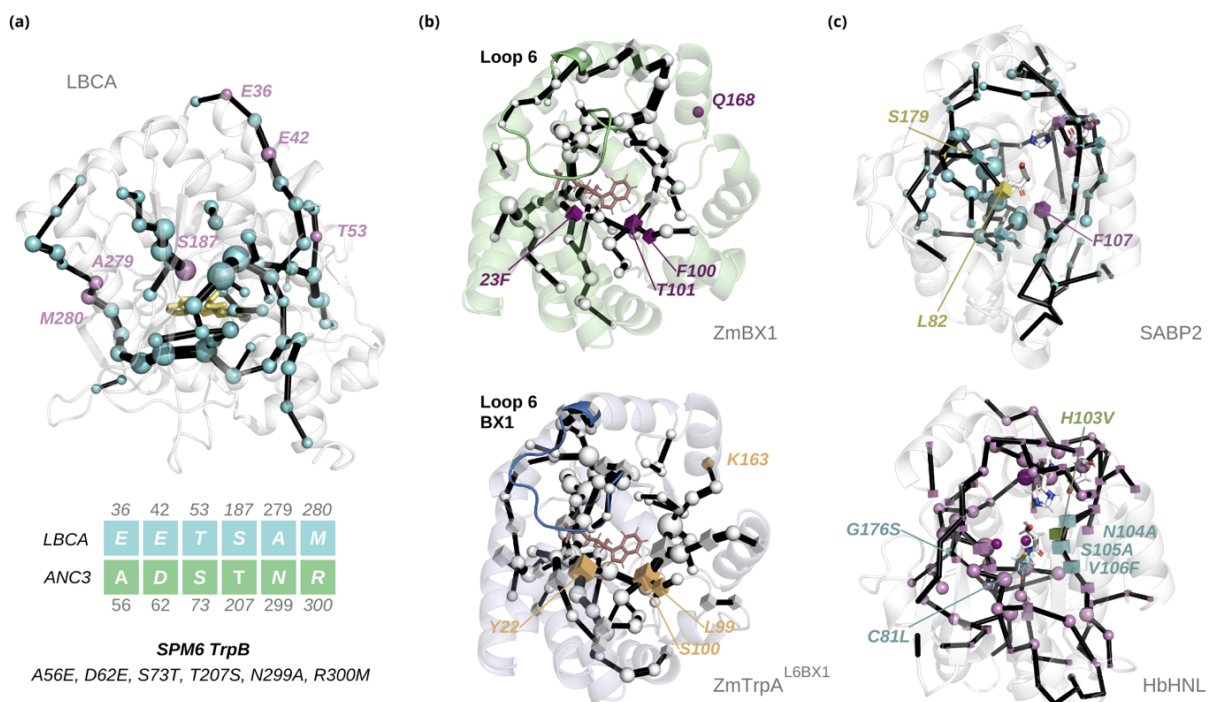 (a)
LBCA
E36
E42
T53
S187
A279
M280
36 42 53 187 279 280
LBCA E E T S A M
ANC3 A D S T N R
56 62 73 207 299 300
SPM6 TrpB
A56E, D62E, S73T, T207S, N299A, R300M
(b)
Loop 6
Q168
23F
F100
T101
ZmBX1
Loop 6
BX1
K163
Y22
L99
S100
ZmTrpA L6BX1
(c)
S179
F107
L82
SABP2
H103V
G176S
N104A
S105A
V106F
C81L
HbHNL